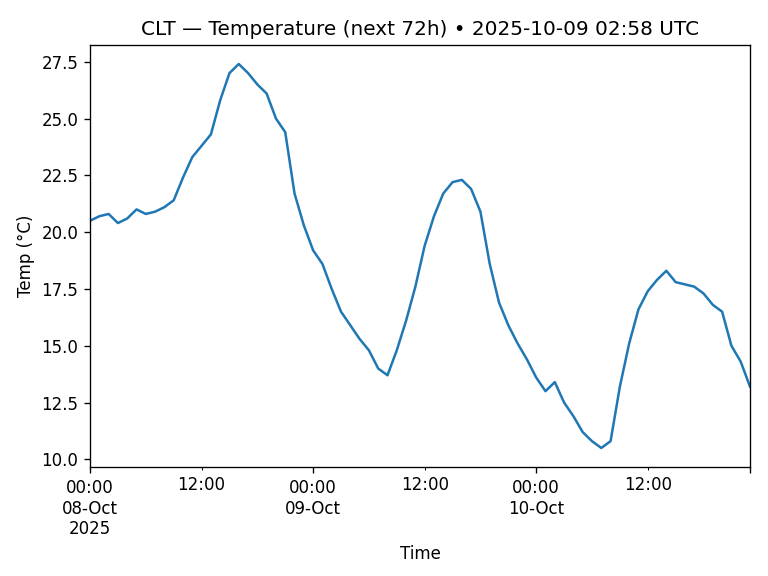 CLT — Temperature (next 72h) • 2025-10-09 02:58 UTC
27.5
25.0
22.5
20.0
17.5
15.0
12.5
10.0
Temp (°C)
00:00 12:00 00:00 12:00 00:00 12:00
08-Oct 09-Oct 10-Oct
2025
Time